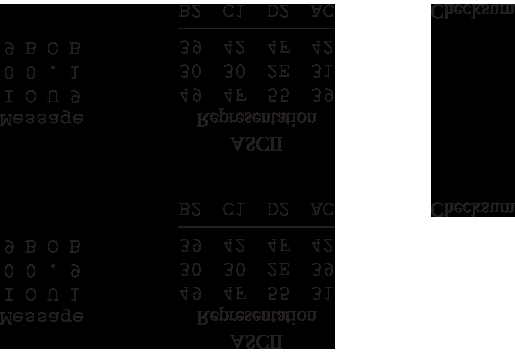 ASCII
Message Representation
I O U 1 49 4F 55 31
0 0 . 9 30 30 2E 39
9 B O B 39 42 4F 42
B2 C1 D2 AC Checksum
ASCII
Message Representation
I O U 9 49 4F 55 39
0 0 . 1 30 30 2E 31
9 B O B 39 42 4F 42
B2 C1 D2 AC Checksum